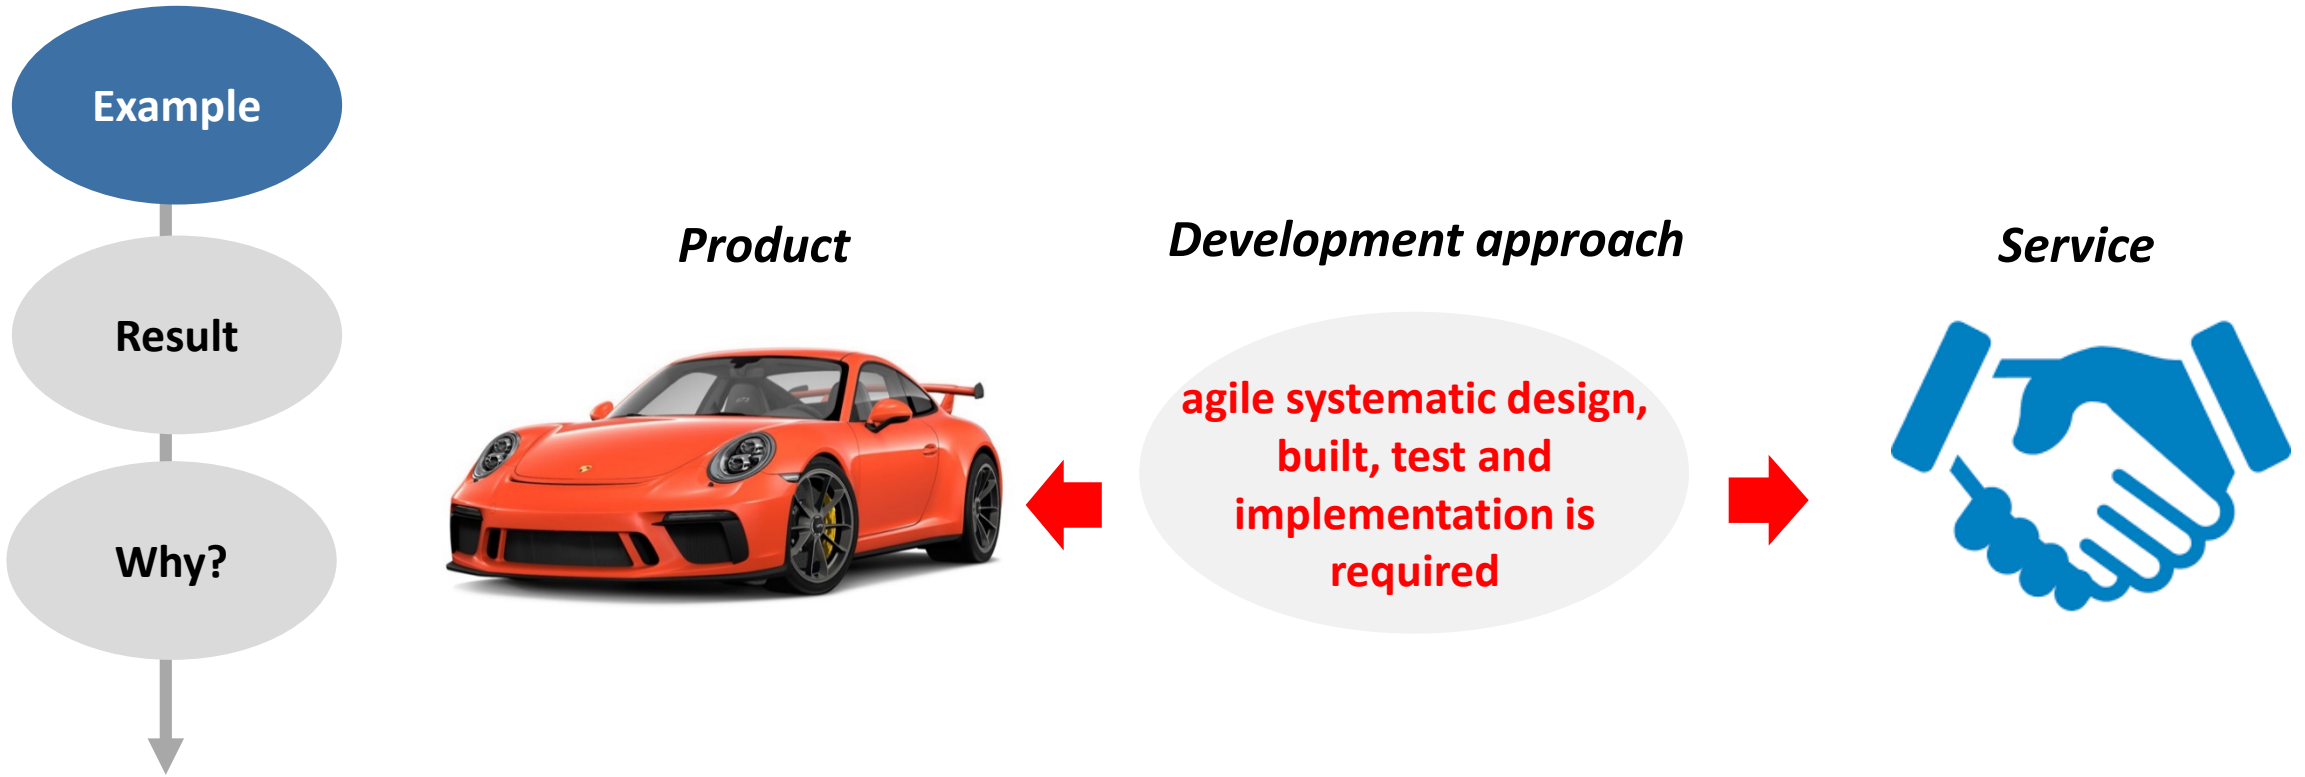 Example
Result
Why?
Product
Development approach
Service
agile systematic design,
built, test and
implementation is
required